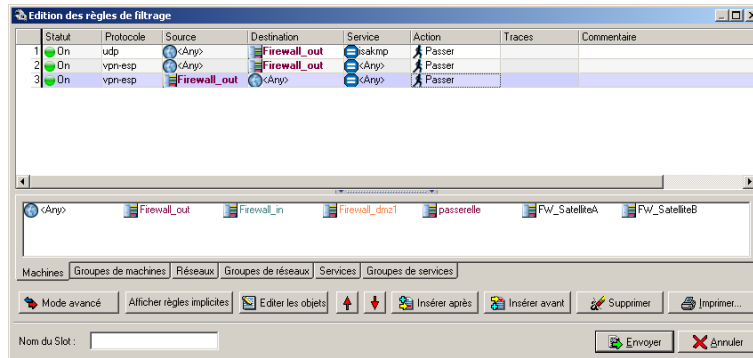 Edition des règles de filtrage
Statut Protocole Source Destination Service Action Traces Commentaire
1 On udp <Any> Firewall_out isakmp Passer
2 On vpn-esp <Any> Firewall_out <Any> Passer
3 On vpn-esp Firewall_out <Any> <Any> Passer
<Any> Firewall_out Firewall_in Firewall_dmz1 passerelle FW_SatelliteA FW_SatelliteB
Machines Groupes de machines Réseaux Groupes de réseaux Services Groupes de services
Mode avancé Afficher règles implicites Editer les objets Insérer après Insérer avant Supprimer Imprimer...
Nom du Slot : Envoyer Annuler